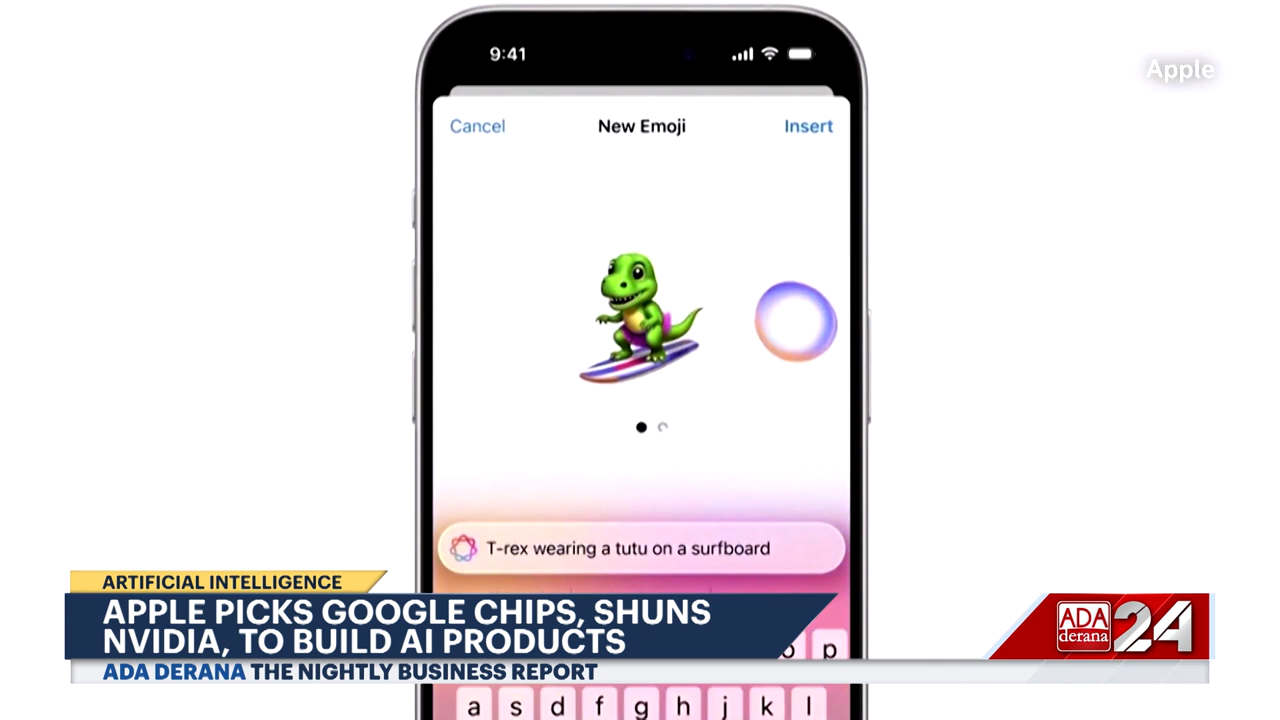 9:41
Apple
Cancel
New Emoji
Insert
T-rex wearing a tutu on a surfboard
ARTIFICIAL INTELLIGENCE
APPLE PICKS GOOGLE CHIPS, SHUNS
NVIDIA, TO BUILD AI PRODUCTS
ADA DERANA THE NIGHTLY BUSINESS REPORT
ADA
derana
24
o p
a s d f g h j k l